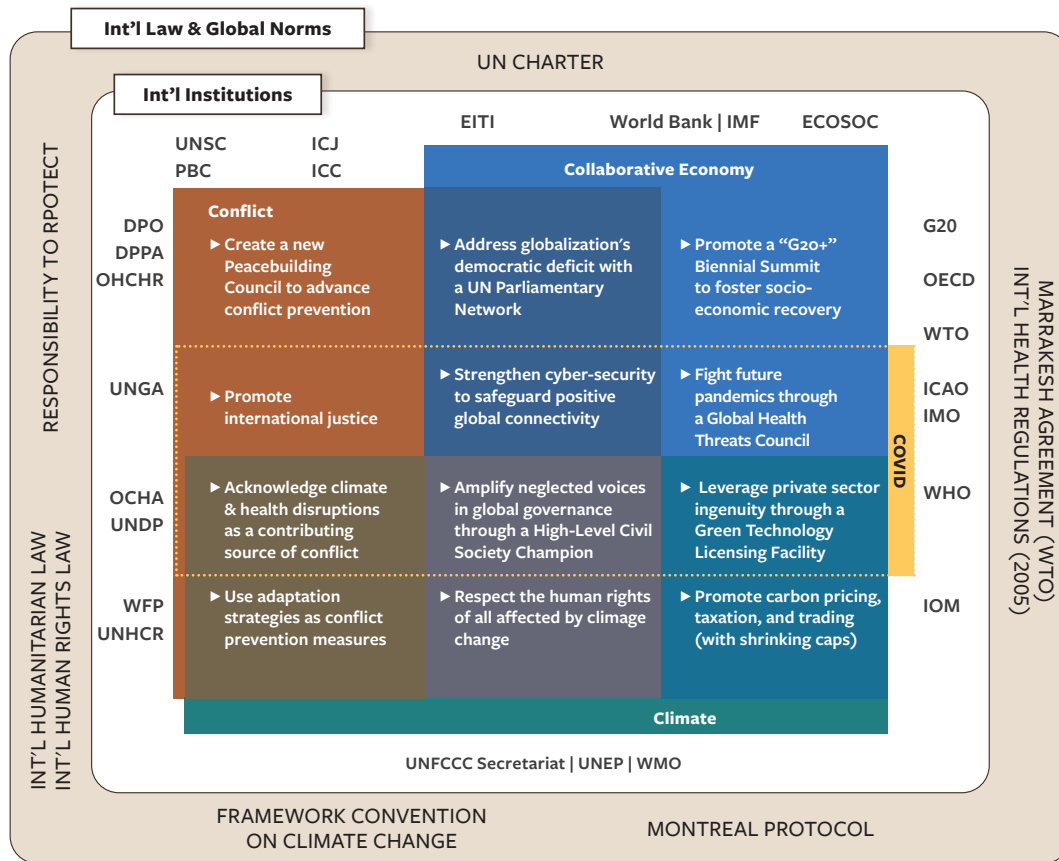 Int'l Law & Global Norms
UN CHARTER
Int'l Institutions
EITI
World Bank | IMF
ECOSOC
UNSC
ICJ
PBC
ICC
Collaborative Economy
RESPONSIBILITY TO RPOTECT
INT'L HUMANITARIAN LAW
INT'L HUMAN RIGHTS LAW
DPO
DPPA
OHCHR
UNGA
OCHA
UNDP
WFP
UNHCR
Conflict
► Create a new
Peacebuilding
Council to advance
conflict prevention
► Address globalization's
democratic deficit with
a UN Parliamentary
Network
► Promote a “G20+”
Biennial Summit
to foster socio-
economic recovery
► Promote
international justice
► Strengthen cyber-security
to safeguard positive
global connectivity
► Fight future
pandemics through
a Global Health
Threats Council
► Acknowledge climate
& health disruptions
as a contributing
source of conflict
► Amplify neglected voices
in global governance
through a High-Level Civil
Society Champion
► Leverage private sector
ingenuity through a
Green Technology
Licensing Facility
► Use adaptation
strategies as conflict
prevention measures
► Respect the human rights
of all affected by climage
change
► Promote carbon pricing,
taxation, and trading
(with shrinking caps)
Climate
COVID
G20
OECD
WTO
ICAO
IMO
WHO
IOM
MARRAKESH AGREEMENT (WTO)
INT'L HEALTH REGULATIONS (2005)
UNFCCC Secretariat | UNEP | WMO
FRAMEWORK CONVENTION
ON CLIMATE CHANGE
MONTREAL PROTOCOL